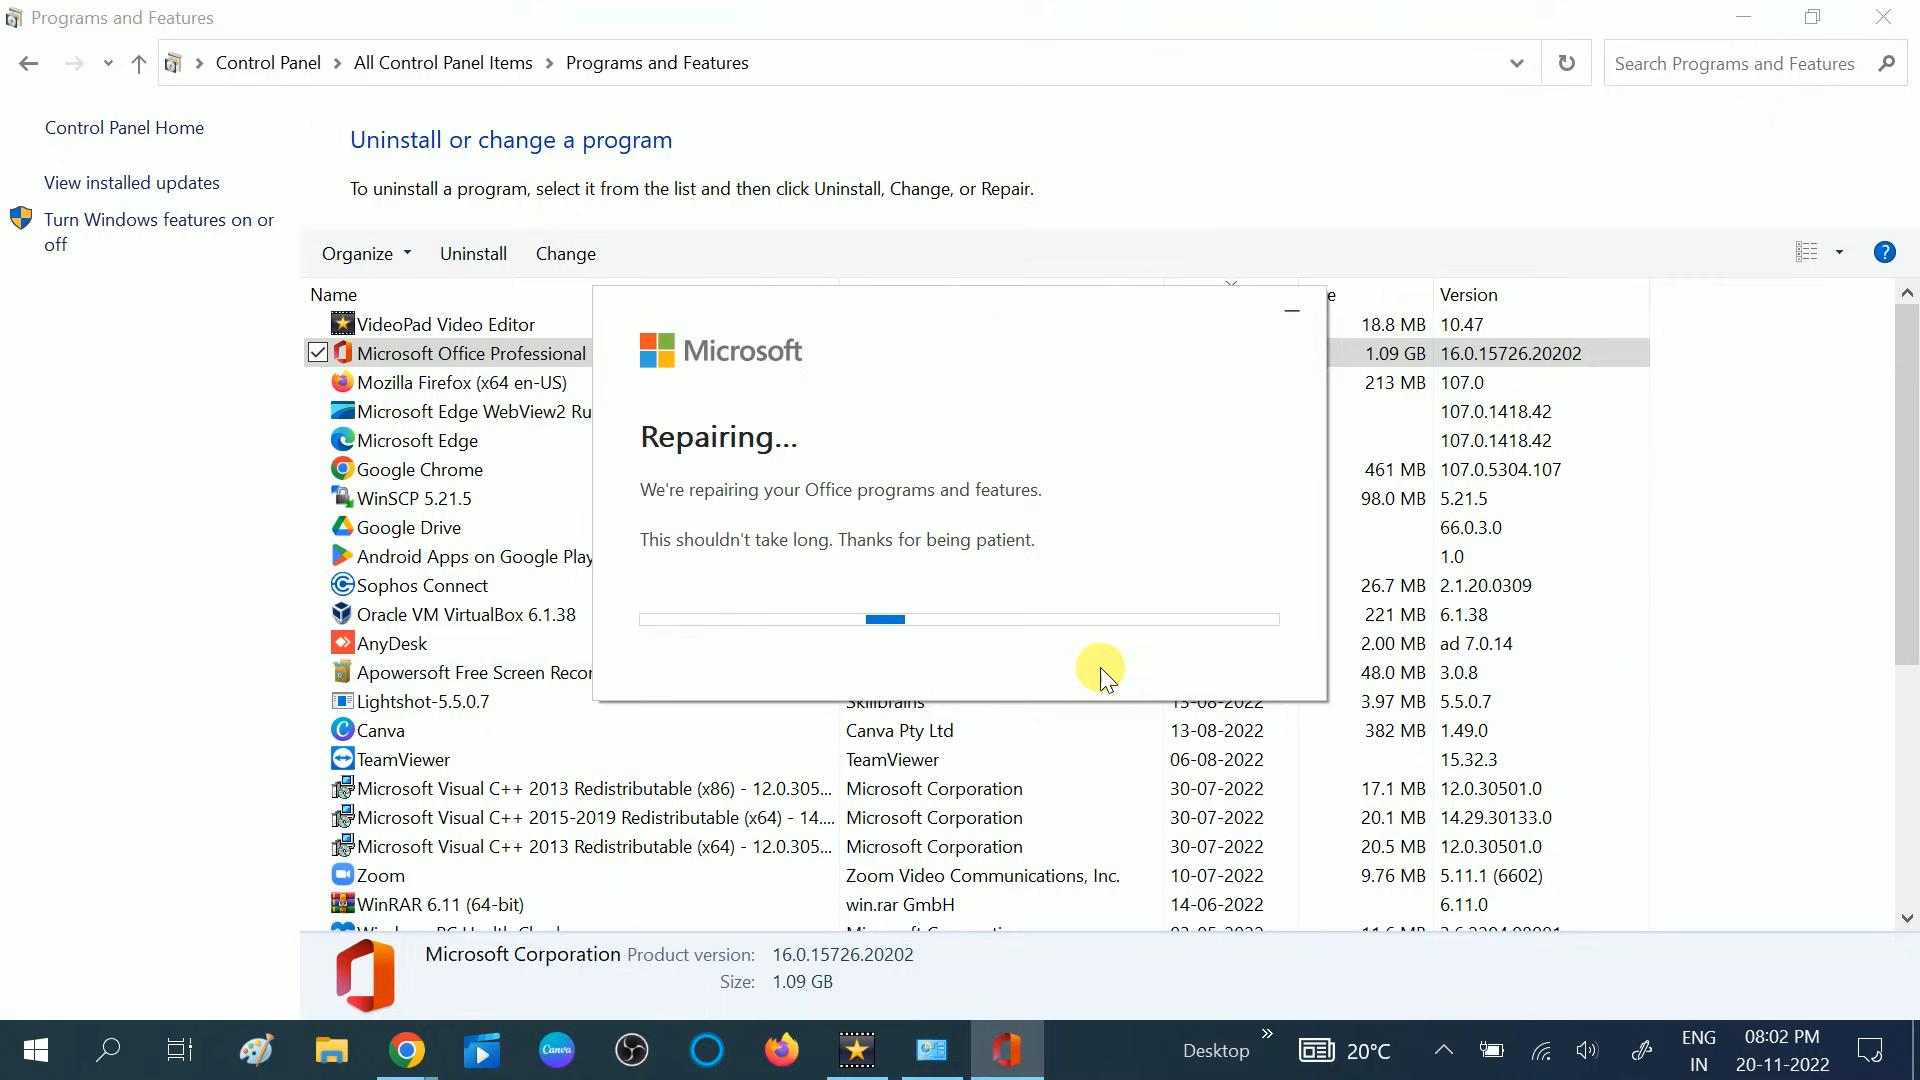 Programs and Features
Control Panel > All Control Panel Items > Programs and Features
Search Programs and Features
Control Panel Home
View installed updates
Turn Windows features on or
off
Uninstall or change a program
To uninstall a program, select it from the list and then click Uninstall, Change, or Repair.
Organize Uninstall Change
Name e Version
VideoPad Video Editor 18.8 MB 10.47
Microsoft Office Professional 1.09 GB 16.0.15726.20202
Mozilla Firefox (x64 en-US) 213 MB 107.0
Microsoft Edge WebView2 Ru 107.0.1418.42
Microsoft Edge 107.0.1418.42
Google Chrome 461 MB 107.0.5304.107
WinSCP 5.21.5 98.0 MB 5.21.5
Google Drive 66.0.3.0
Android Apps on Google Play 1.0
Sophos Connect 26.7 MB 2.1.20.0309
Oracle VM VirtualBox 6.1.38 221 MB 6.1.38
AnyDesk 2.00 MB ad 7.0.14
Apowersoft Free Screen Recor 48.0 MB 3.0.8
Lightshot-5.5.0.7 Skillbrains 13-08-2022 3.97 MB 5.5.0.7
Canva Canva Pty Ltd 13-08-2022 382 MB 1.49.0
TeamViewer TeamViewer 06-08-2022 15.32.3
Microsoft Visual C++ 2013 Redistributable (x86) - 12.0.305... Microsoft Corporation 30-07-2022 17.1 MB 12.0.30501.0
Microsoft Visual C++ 2015-2019 Redistributable (x64) - 14.... Microsoft Corporation 30-07-2022 20.1 MB 14.29.30133.0
Microsoft Visual C++ 2013 Redistributable (x64) - 12.0.305... Microsoft Corporation 30-07-2022 20.5 MB 12.0.30501.0
Zoom Zoom Video Communications, Inc. 10-07-2022 9.76 MB 5.11.1 (6602)
WinRAR 6.11 (64-bit) win.rar GmbH 14-06-2022 6.11.0
Microsoft
Repairing...
We're repairing your Office programs and features.
This shouldn't take long. Thanks for being patient.
Microsoft Corporation Product version: 16.0.15726.20202
Size: 1.09 GB
Canva
Desktop
20°C
ENG
IN
08:02 PM
20-11-2022